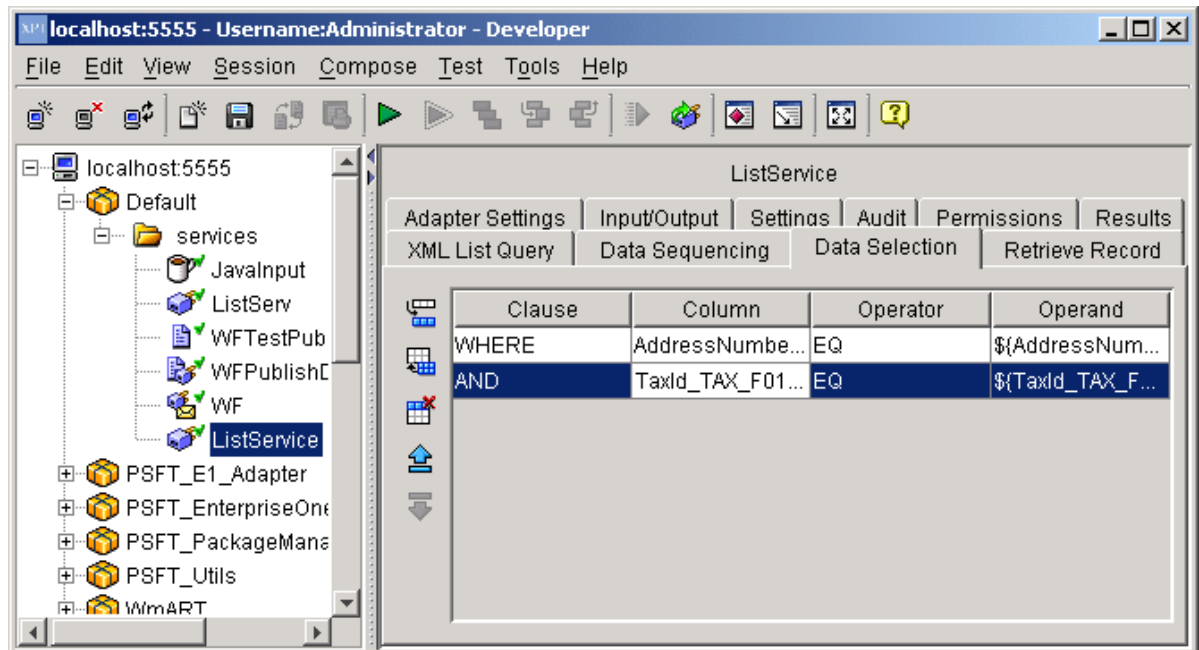 localhost:5555 - Username:Administrator - Developer
File Edit View Session Compose Test Tools Help
localhost:5555
Default
services
JavaInput
ListServ
WFTestPub
WFPublishD
WF
ListService
PSFT_E1_Adapter
PSFT_EnterpriseOne
PSFT_PackageMana
PSFT_Utils
WmART
ListService
Adapter Settings Input/Output Settings Audit Permissions Results
XML List Query Data Sequencing Data Selection Retrieve Record
Clause Column Operator Operand
WHERE AddressNumbe... EQ ${AddressNum...
AND TaxId_TAX_F01... EQ ${TaxId_TAX_F...